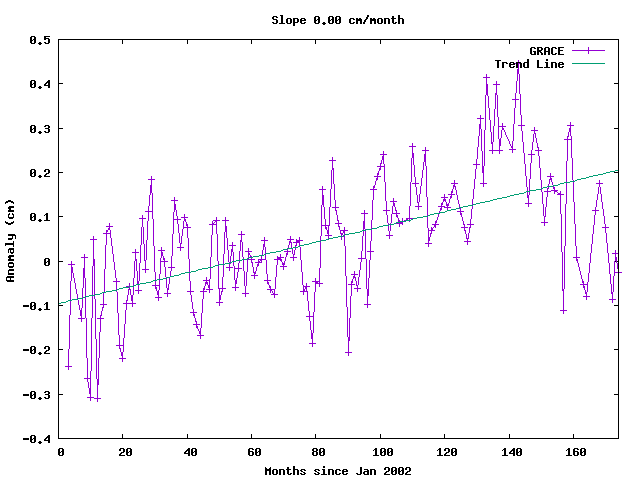 Slope 0.00 cm/month
GRACE
Trend Line
0.5
0.4
0.3
0.2
0.1
0
-0.1
-0.2
-0.3
-0.4
Anomaly (cm)
0 20 40 60 80 100 120 140 160
Months since Jan 2002